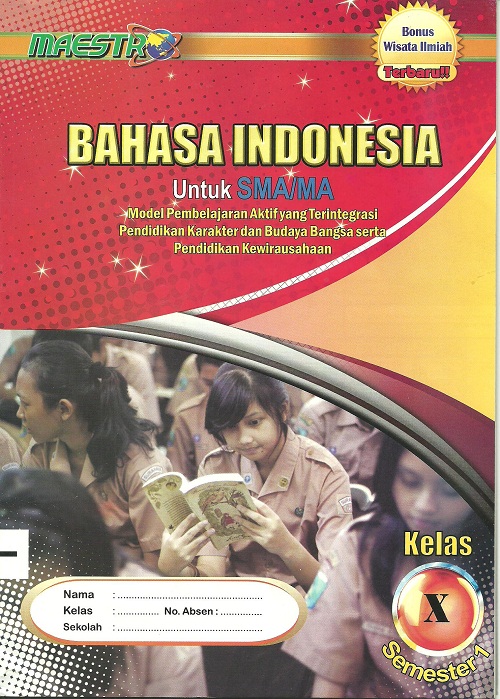 MAESTRO
Bonus
Wisata Ilmiah
Terbaru!!
BAHASA INDONESIA
Untuk SMA/MA
Model Pembelajaran Aktif yang Terintegrasi
Pendidikan Karakter dan Budaya Bangsa serta
Pendidikan Kewirausahaan
Kelas
X
Semester 1
Nama : ........................................
Kelas : .............. No. Absen : ..............
Sekolah : ........................................